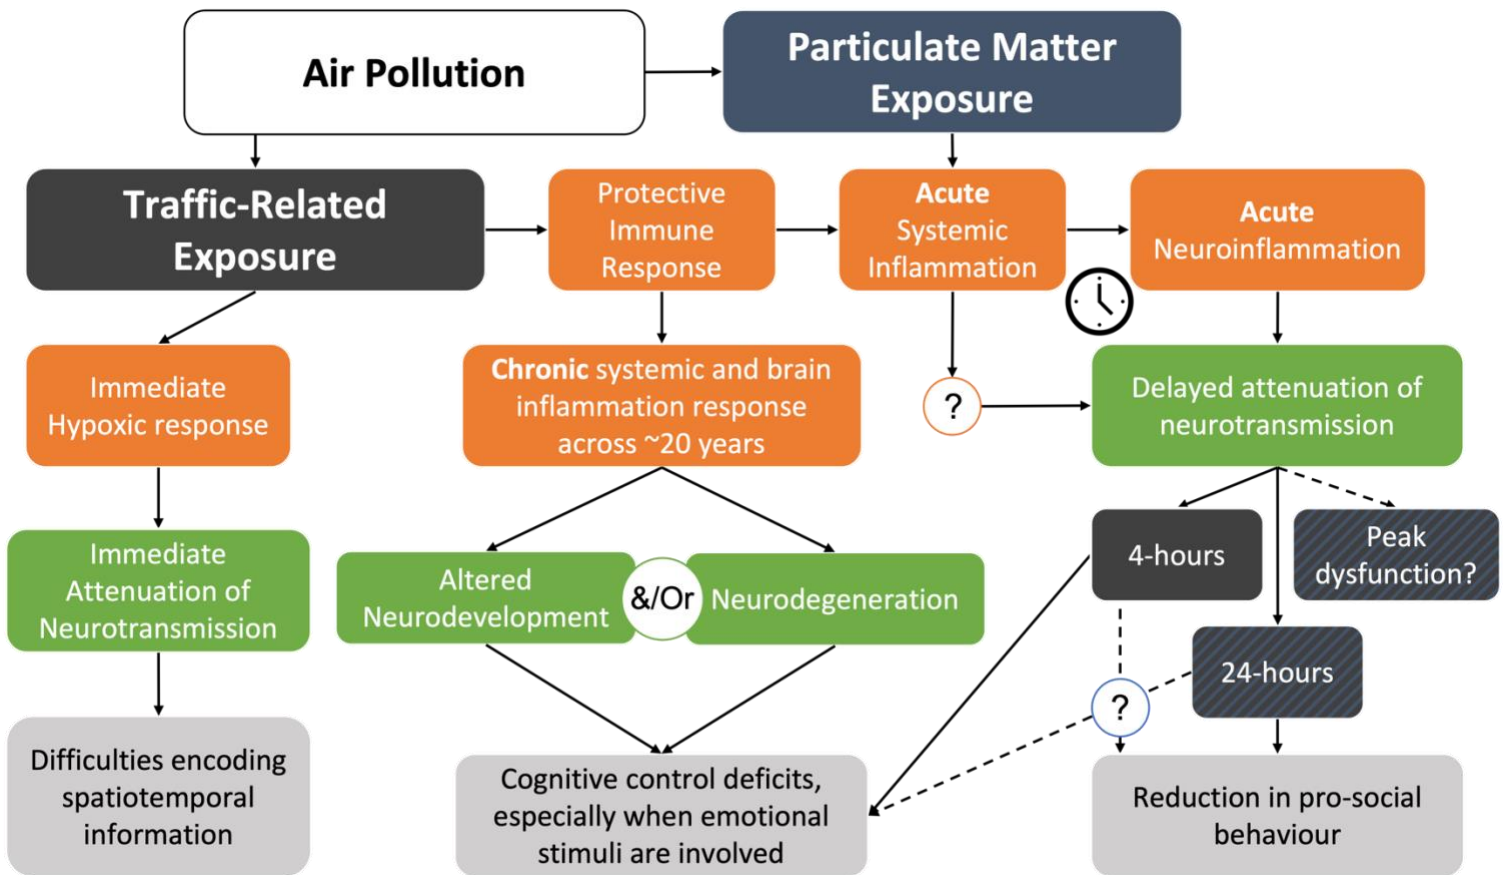 Air Pollution
Particulate Matter
Exposure
Traffic-Related
Exposure
Protective
Immune
Response
Acute
Systemic
Inflammation
Acute
Neuroinflammation
Immediate
Hypoxic response
Chronic systemic and brain
inflammation response
across ~20 years
?
Delayed attenuation of
neurotransmission
Immediate
Attenuation of
Neurotransmission
Altered
Neurodevelopment
&/Or
Neurodegeneration
4-hours
Peak
dysfunction?
24-hours
?
Difficulties encoding
spatiotemporal
information
Cognitive control deficits,
especially when emotional
stimuli are involved
Reduction in pro-social
behaviour